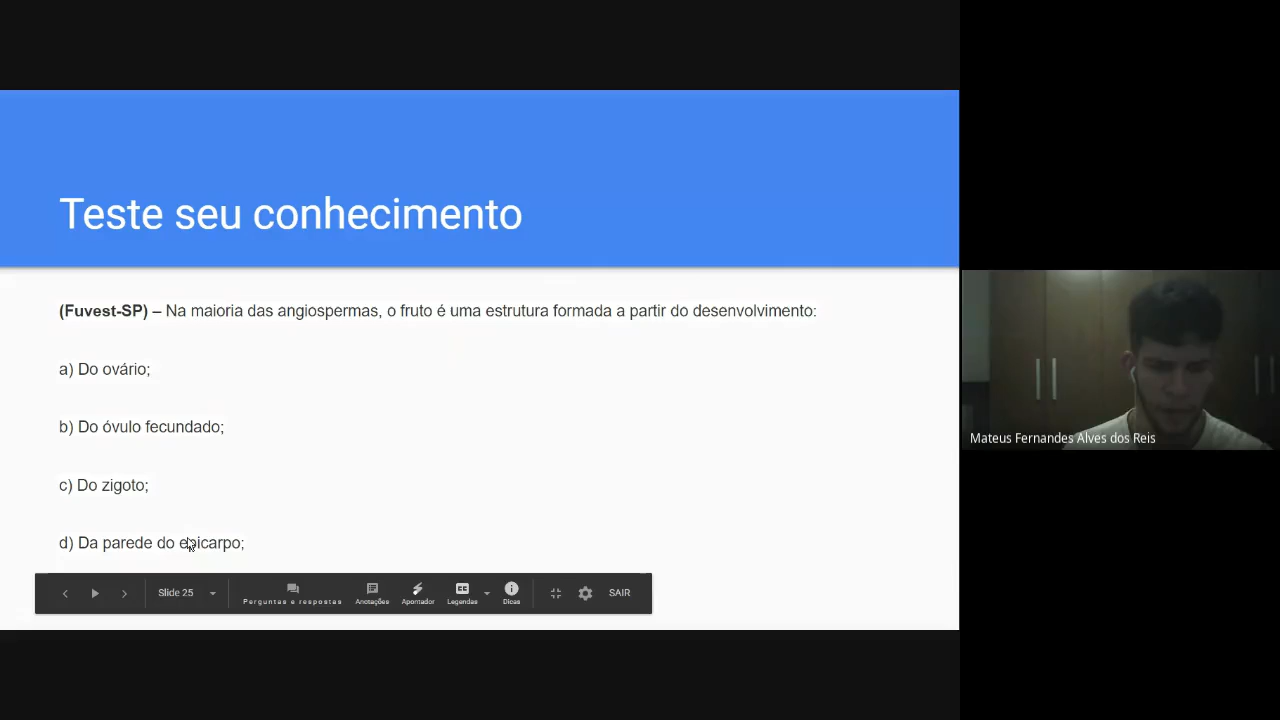 Teste seu conhecimento
(Fuvest-SP) – Na maioria das angiospermas, o fruto é uma estrutura formada a partir do desenvolvimento:
a) Do ovário;
b) Do óvulo fecundado;
c) Do zigoto;
d) Da parede do epicarpo;
Slide 25
Perguntas e respostas
Anotações
Apontador
CC
Legendas
Dicas
SAIR
Mateus Fernandes Alves dos Reis